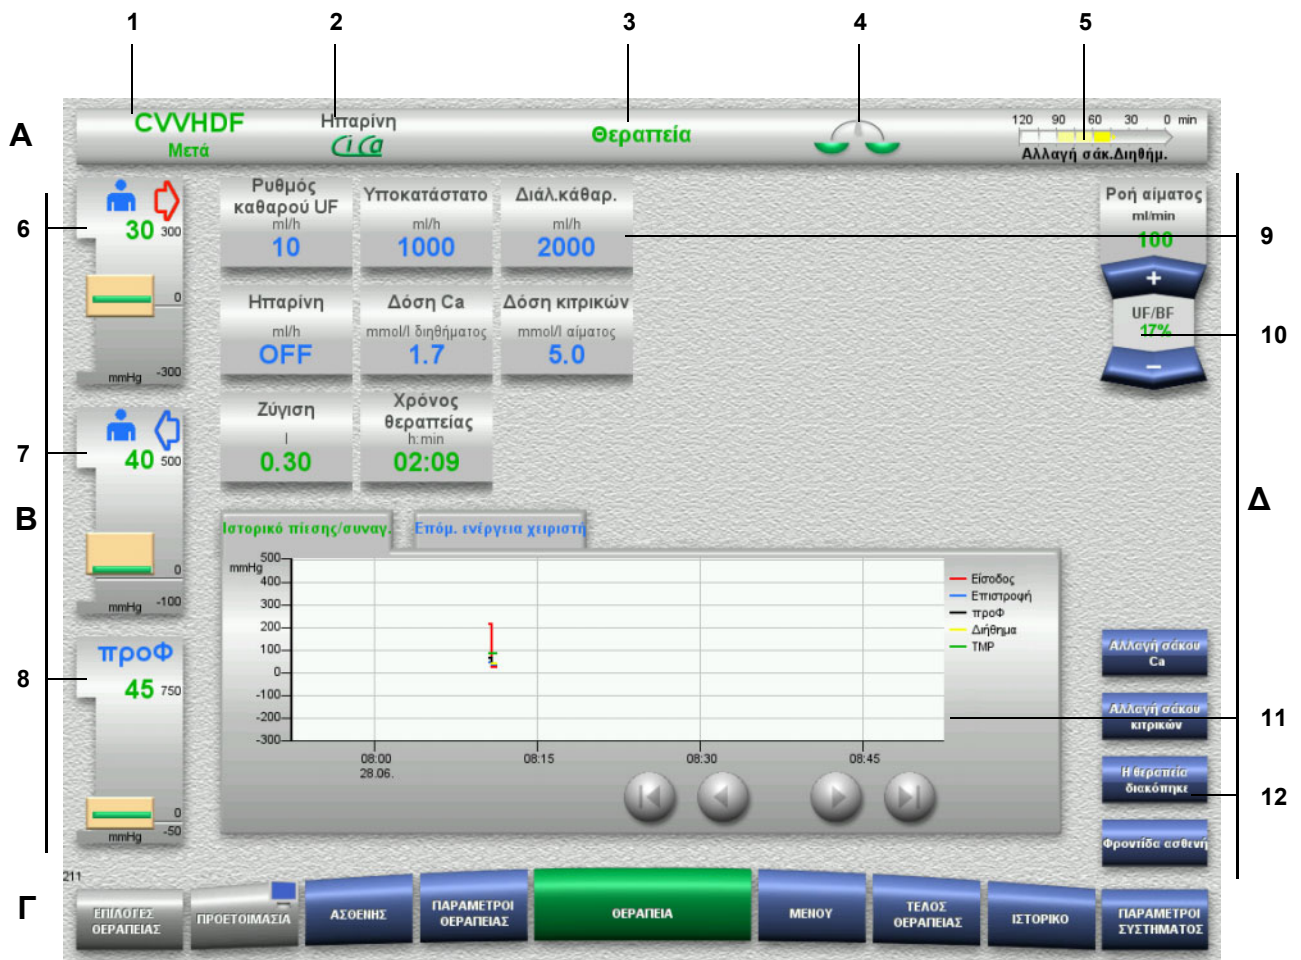 1 2 3 4 5
A
CVVHDF
Μετά
Ηπαρίνη
CiCa
Θεραπεία
120 90 60 30 0 min
Αλλαγή σάκ.Διηθήμ.
6
30 300
0
-300
mmHg
7
40 500
0
-100
mmHg
B
προΦ
8
45 750
0
-50
mmHg
Ρυθμός
καθαρού UF
ml/h
10
Υποκατάστατο
ml/h
1000
Διάλ.κάθαρ.
ml/h
2000
Ηπαρίνη
ml/h
OFF
Δόση Ca
mmol/l διηθήματος
1.7
Δόση κιτρικών
mmol/l αίματος
5.0
Ζύγιση
l
0.30
Χρόνος
θεραπείας
h:min
02:09
Ροή αίματος
ml/min
100
+
UF/BF
17%
−
9
10
Δ
Ιστορικό πίεσης/συναγ.
Επόμ. ενέργεια χειριστή
mmHg
500
400
300
200
100
0
-100
-200
-300
08:00 08:15 08:30 08:45
28.06.
Είσοδος
Επιστροφή
προΦ
Διήθημα
TMP
Αλλαγή σάκου
Ca
Αλλαγή σάκου
κιτρικών
Η θεραπεία
διακόπηκε
Φροντίδα ασθενή
11
12
211
Γ
ΕΠΙΛΟΓΕΣ
ΘΕΡΑΠΕΙΑΣ
ΠΡΟΕΤΟΙΜΑΣΙΑ
ΑΣΘΕΝΗΣ
ΠΑΡΑΜΕΤΡΟΙ
ΘΕΡΑΠΕΙΑΣ
ΘΕΡΑΠΕΙΑ
ΜΕΝΟΥ
ΤΕΛΟΣ
ΘΕΡΑΠΕΙΑΣ
ΙΣΤΟΡΙΚΟ
ΠΑΡΑΜΕΤΡΟΙ
ΣΥΣΤΗΜΑΤΟΣ